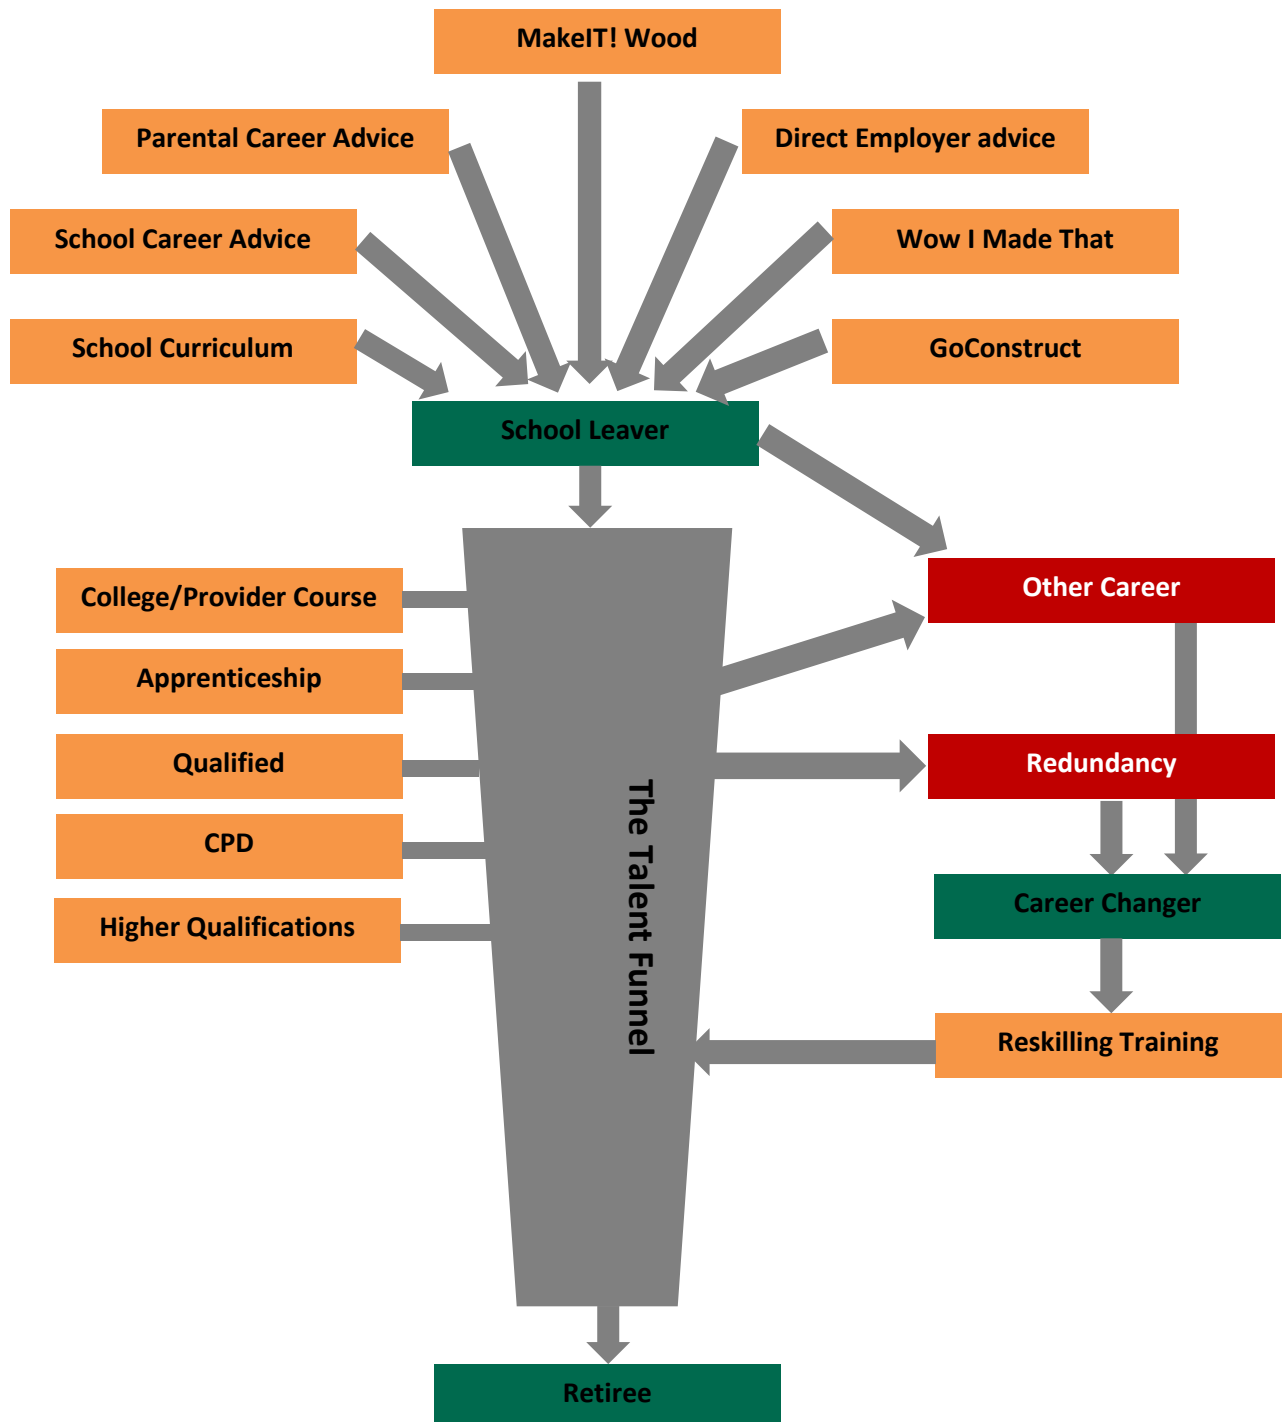 MakeIT! Wood
Parental Career Advice
Direct Employer advice
School Career Advice
Wow I Made That
School Curriculum
GoConstruct
School Leaver
College/Provider Course
Other Career
Apprenticeship
Qualified
Redundancy
The Talent Funnel
CPD
Career Changer
Higher Qualifications
Reskilling Training
Retiree